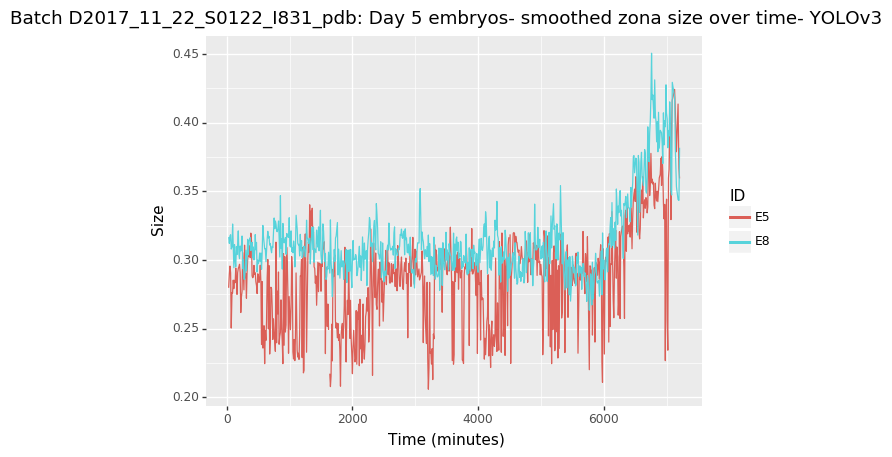 Batch D2017_11_22_S0122_I831_pdb: Day 5 embryos- smoothed zona size over time- YOLOv3
0.45
0.40
0.35
0.30
0.25
0.20
Size
0 2000 4000 6000
Time (minutes)
ID
E5
E8